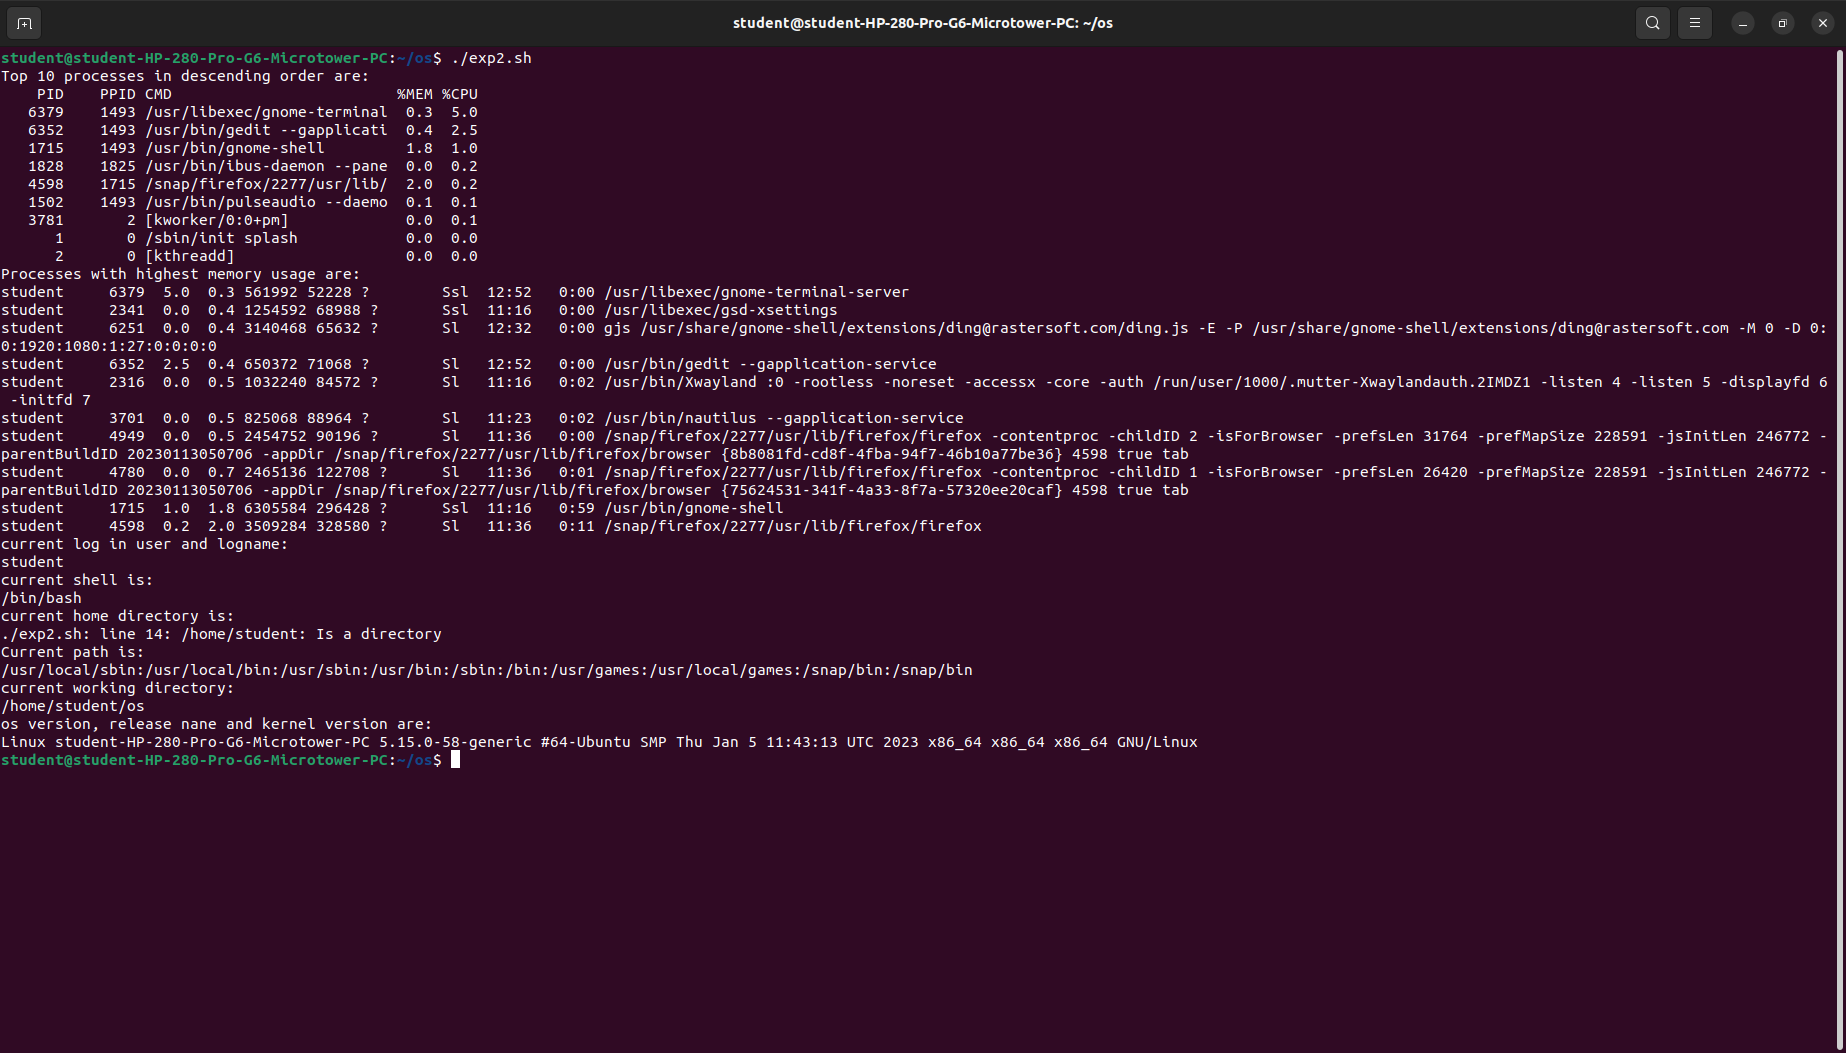 student@student-HP-280-Pro-G6-Microtower-PC: ~/os
student@student-HP-280-Pro-G6-Microtower-PC:~/os$ ./exp2.sh
Top 10 processes in descending order are:
    PID    PPID CMD                         %MEM %CPU
   6379    1493 /usr/libexec/gnome-terminal  0.3  5.0
   6352    1493 /usr/bin/gedit --gapplicati  0.4  2.5
   1715    1493 /usr/bin/gnome-shell         1.8  1.0
   1828    1825 /usr/bin/ibus-daemon --pane  0.0  0.2
   4598    1715 /snap/firefox/2277/usr/lib/  2.0  0.2
   1502    1493 /usr/bin/pulseaudio --daemo  0.1  0.1
   3781       2 [kworker/0:0+pm]             0.0  0.1
      1       0 /sbin/init splash            0.0  0.0
      2       0 [kthreadd]                   0.0  0.0
Processes with highest memory usage are:
student     6379  5.0  0.3 561992 52228 ?        Ssl  12:52   0:00 /usr/libexec/gnome-terminal-server
student     2341  0.0  0.4 1254592 68988 ?       Ssl  11:16   0:00 /usr/libexec/gsd-xsettings
student     6251  0.0  0.4 3140468 65632 ?       Sl   12:32   0:00 gjs /usr/share/gnome-shell/extensions/ding@rastersoft.com/ding.js -E -P /usr/share/gnome-shell/extensions/ding@rastersoft.com -M 0 -D 0:
0:1920:1080:1:27:0:0:0:0
student     6352  2.5  0.4 650372 71068 ?        Sl   12:52   0:00 /usr/bin/gedit --gapplication-service
student     2316  0.0  0.5 1032240 84572 ?       Sl   11:16   0:02 /usr/bin/Xwayland :0 -rootless -noreset -accessx -core -auth /run/user/1000/.mutter-Xwaylandauth.2IMDZ1 -listen 4 -listen 5 -displayfd 6
 -initfd 7
student     3701  0.0  0.5 825068 88964 ?        Sl   11:23   0:02 /usr/bin/nautilus --gapplication-service
student     4949  0.0  0.5 2454752 90196 ?       Sl   11:36   0:00 /snap/firefox/2277/usr/lib/firefox/firefox -contentproc -childID 2 -isForBrowser -prefsLen 31764 -prefMapSize 228591 -jsInitLen 246772 -
parentBuildID 20230113050706 -appDir /snap/firefox/2277/usr/lib/firefox/browser {8b8081fd-cd8f-4fba-94f7-46b10a77be36} 4598 true tab
student     4780  0.0  0.7 2465136 122708 ?      Sl   11:36   0:01 /snap/firefox/2277/usr/lib/firefox/firefox -contentproc -childID 1 -isForBrowser -prefsLen 26420 -prefMapSize 228591 -jsInitLen 246772 -
parentBuildID 20230113050706 -appDir /snap/firefox/2277/usr/lib/firefox/browser {75624531-341f-4a33-8f7a-57320ee20caf} 4598 true tab
student     1715  1.0  1.8 6305584 296428 ?      Ssl  11:16   0:59 /usr/bin/gnome-shell
student     4598  0.2  2.0 3509284 328580 ?      Sl   11:36   0:11 /snap/firefox/2277/usr/lib/firefox/firefox
current log in user and logname:
student
current shell is:
/bin/bash
current home directory is:
./exp2.sh: line 14: /home/student: Is a directory
Current path is:
/usr/local/sbin:/usr/local/bin:/usr/sbin:/usr/bin:/sbin:/bin:/usr/games:/usr/local/games:/snap/bin:/snap/bin
current working directory:
/home/student/os
os version, release nane and kernel version are:
Linux student-HP-280-Pro-G6-Microtower-PC 5.15.0-58-generic #64-Ubuntu SMP Thu Jan 5 11:43:13 UTC 2023 x86_64 x86_64 x86_64 GNU/Linux
student@student-HP-280-Pro-G6-Microtower-PC:~/os$